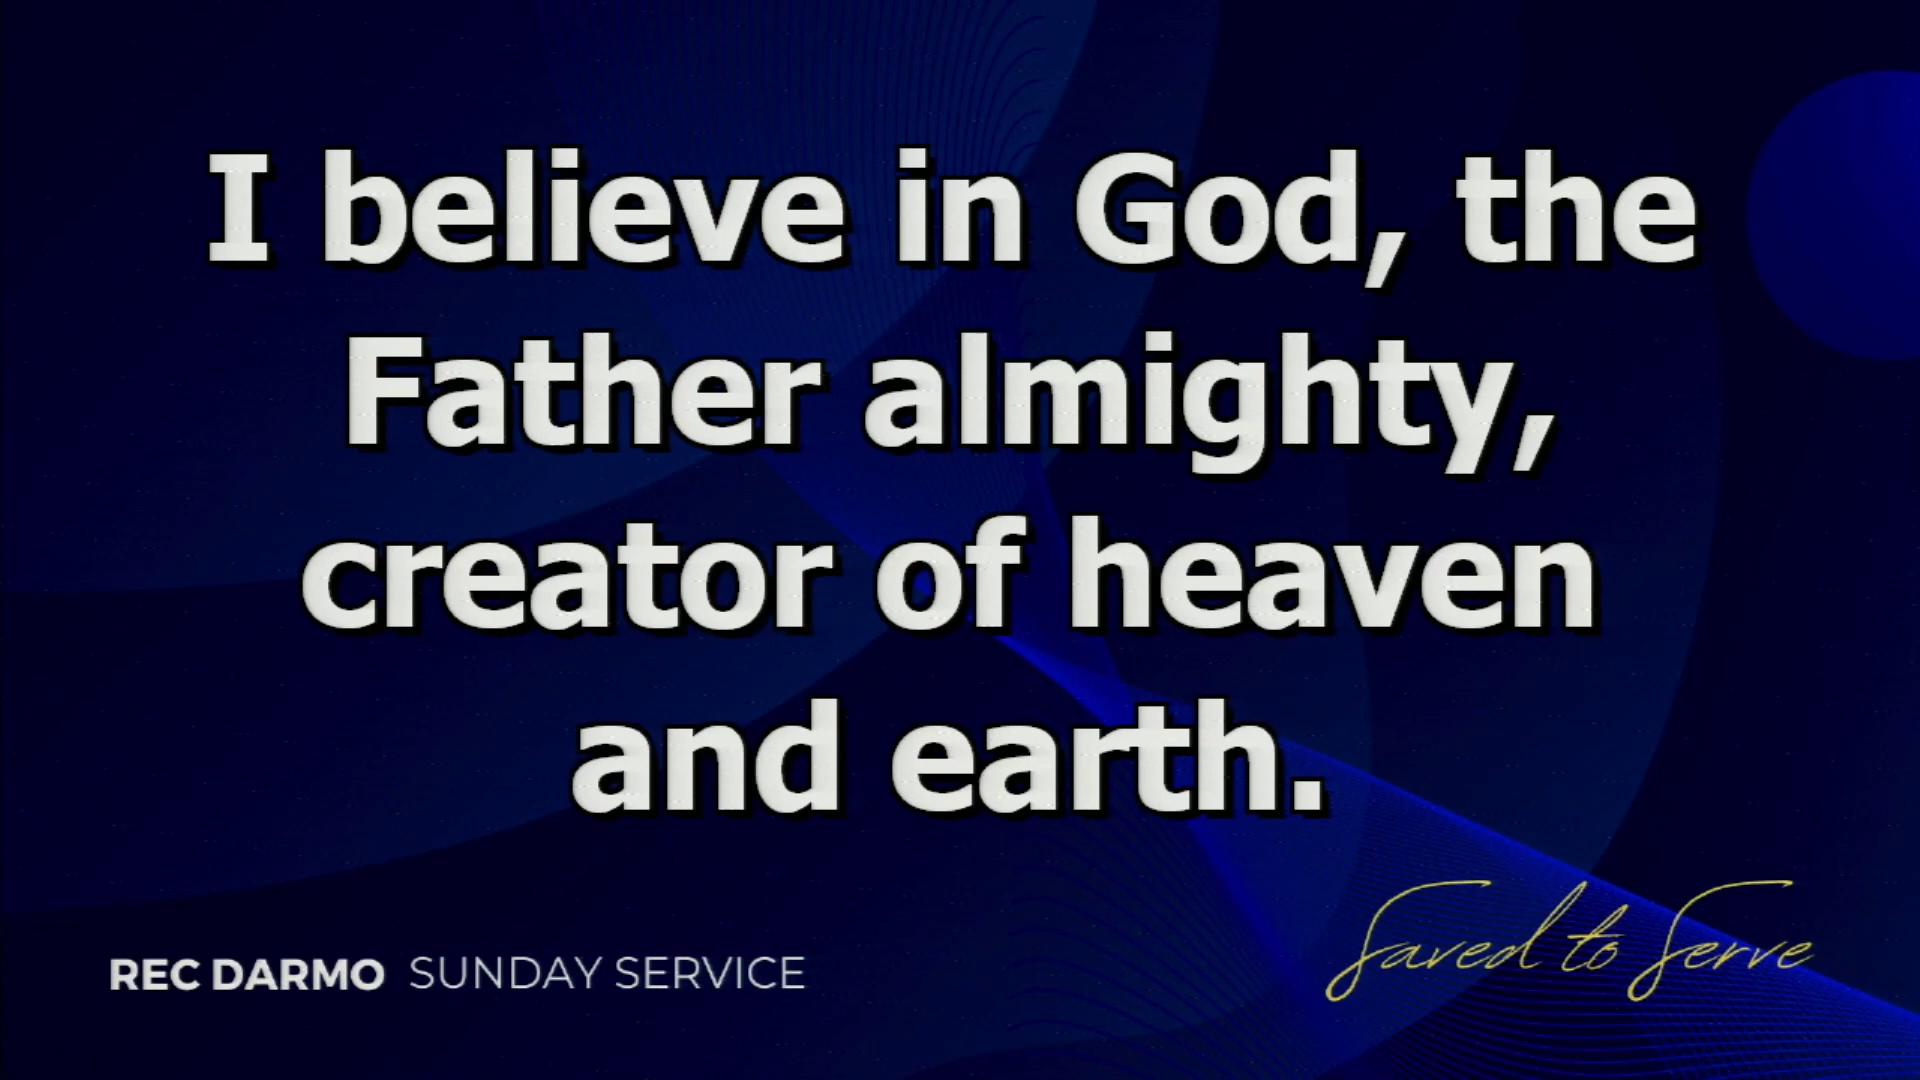 I believe in God, the
Father almighty,
creator of heaven
and earth.
REC DARMO SUNDAY SERVICE
Saved to Serve